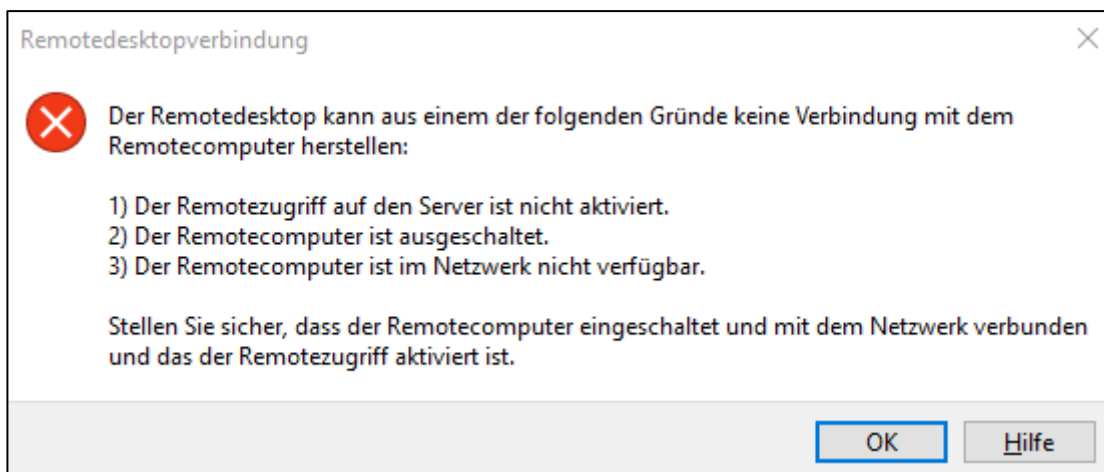 Remotedesktopverbindung
Der Remotedesktop kann aus einem der folgenden Gründe keine Verbindung mit dem
Remotecomputer herstellen:
1) Der Remotezugriff auf den Server ist nicht aktiviert.
2) Der Remotecomputer ist ausgeschaltet.
3) Der Remotecomputer ist im Netzwerk nicht verfügbar.
Stellen Sie sicher, dass der Remotecomputer eingeschaltet und mit dem Netzwerk verbunden
und das der Remotezugriff aktiviert ist.
OK
Hilfe